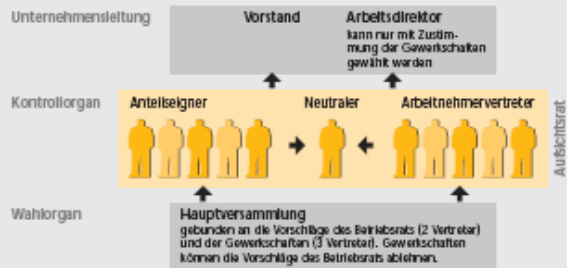 Unternehmensleitung
Vorstand
Arbeitsdirektor
kann nur mit Zustim-
mung der Gewerkschaften
gewählt werden
Kontrollorgan
Anteilseigner
Neutraler
Arbeitnehmervertreter
Aufsichtsrat
Wahlorgan
Hauptversammlung
gebunden an die Vorschläge des Betriebsrats (2 Vertreter)
und der Gewerkschaften (3 Vertreter). Gewerkschaften
können die Vorschläge des Betriebsrats ablehnen.